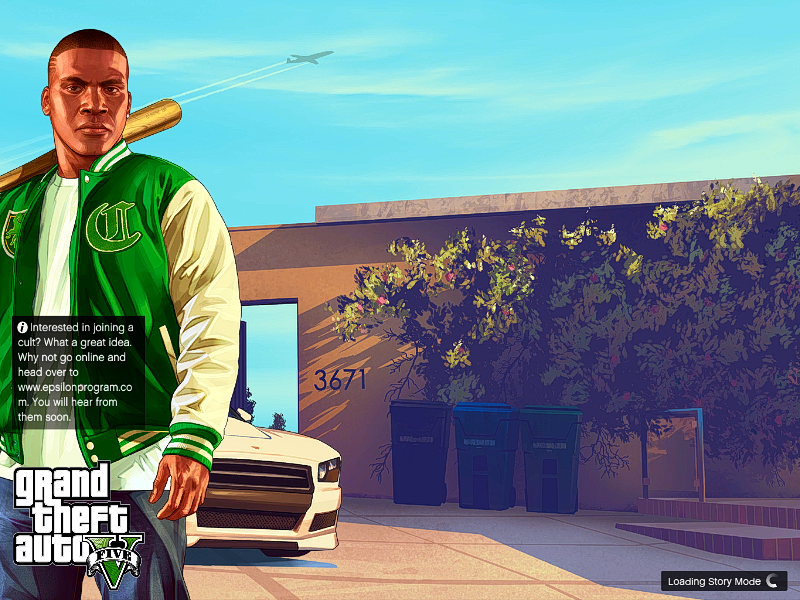 C
3671
Interested in joining a
cult? What a great idea.
Why not go online and
head over to
www.epsilonprogram.co
m. You will hear from
them soon.
grand
theft
auto
FIVE
V
Loading Story Mode